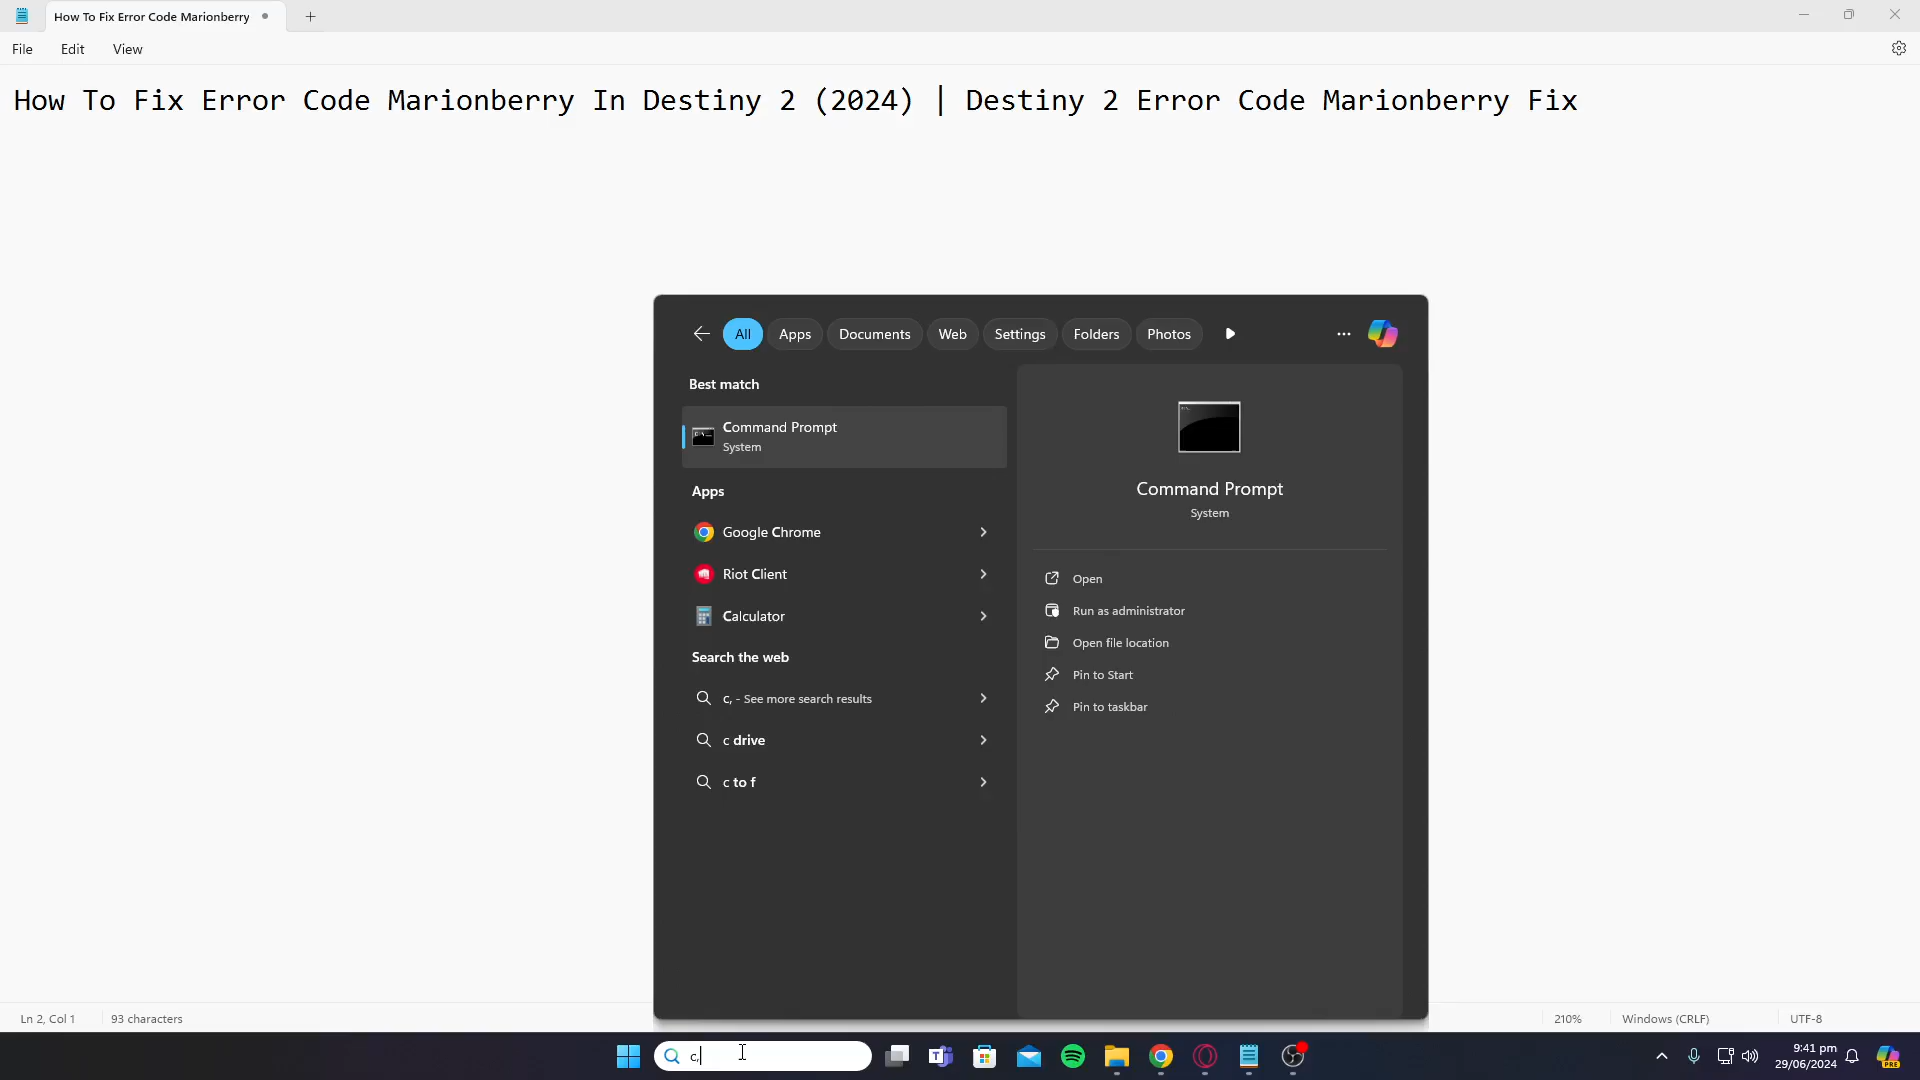 How To Fix Error Code Marionberry
File Edit View
How To Fix Error Code Marionberry In Destiny 2 (2024) | Destiny 2 Error Code Marionberry Fix
All Apps Documents Web Settings Folders Photos
Best match
Command Prompt
System
Apps
Google Chrome
Riot Client
Calculator
Search the web
c, - See more search results
c drive
c to f
Command Prompt
System
Open
Run as administrator
Open file location
Pin to Start
Pin to taskbar
Ln 2, Col 1 93 characters 210% Windows (CRLF) UTF-8
c,
9:41 pm
29/06/2024
PRE